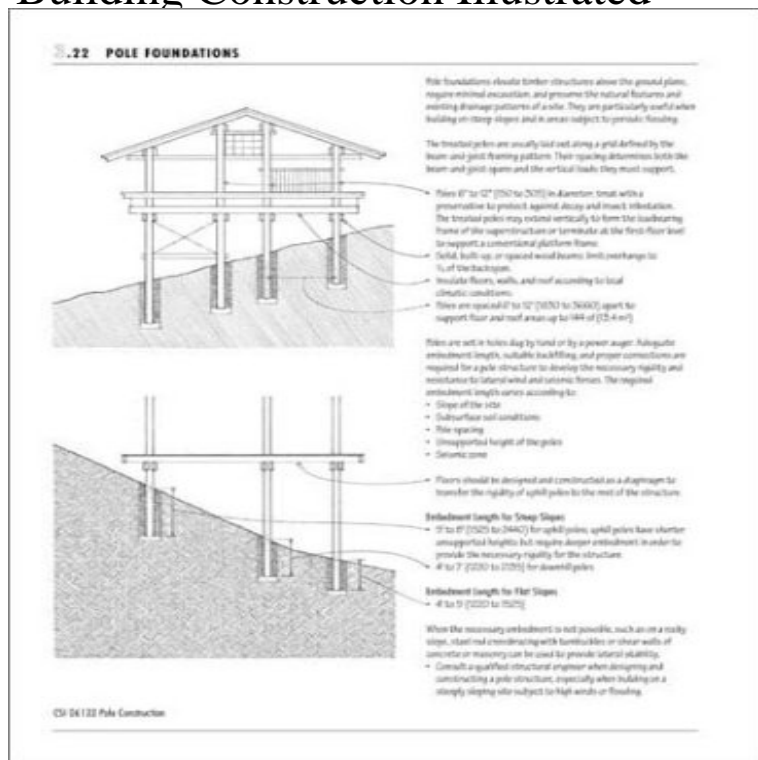 Building Construction Illustrated
3.22 POLE FOUNDATIONS
Pole foundations elevate timber structures above the ground plane,
require minimal excavation, and preserve the natural features and
existing drainage patterns of a site. They are particularly useful when
building on steep slopes and in areas subject to periodic flooding.
The treated poles are usually laid out along a grid defined by the
beam-and-joist framing pattern. Their spacing determines both the
beam-and-joist spans and the vertical loads they must support.
• Poles 6" to 12" (150 to 305) in diameter, treat with a
preservative to protect against decay and insect infestation.
The treated poles may extend vertically to form the loadbearing
frame of the superstructure or terminate at the first-floor level
to support a conventional platform frame.
• Solid, built-up, or spaced wood beams; limit overhangs to
of the backspan.
• Insulate floors, walls, and roof according to local
climatic conditions.
• Poles are spaced 6' to 12' (1830 to 3660) apart to
support floor and roof areas up to 144 sf (13.4 m²)
Poles are set in holes dug by hand or by a power auger. Adequate
embedment length, suitable backfilling, and proper connections are
required for a pole structure to develop the necessary rigidity and
resistance to lateral wind and seismic forces. The required
embedment length varies according to:
• Slope of the site
• Subsurface soil conditions
• Pole spacing
• Unsupported height of the poles
• Seismic zone
• Floors should be designed and constructed as a diaphragm to
transfer the rigidity of uphill poles to the rest of the structure.
Embedment Length for Steep Slopes
• 5' to 8' (1525 to 2440) for uphill poles; uphill poles have shorter
unsupported heights but require deeper embedment in order to
provide the necessary rigidity for the structure.
• 4' to 7' (1220 to 2135) for downhill poles
Embedment Length for Flat Slopes
• 4' to 5' (1220 to 1525)
When the necessary embedment is not possible, such as on a rocky
slope, steel rod crossbracing with turnbuckles or shear walls of
concrete or masonry can be used to provide lateral stability.
• Consult a qualified structural engineer when designing and
constructing a pole structure, especially when building on a
steeply sloping site subject to high winds or flooding.
CSI 06 13 23 Pole Construction